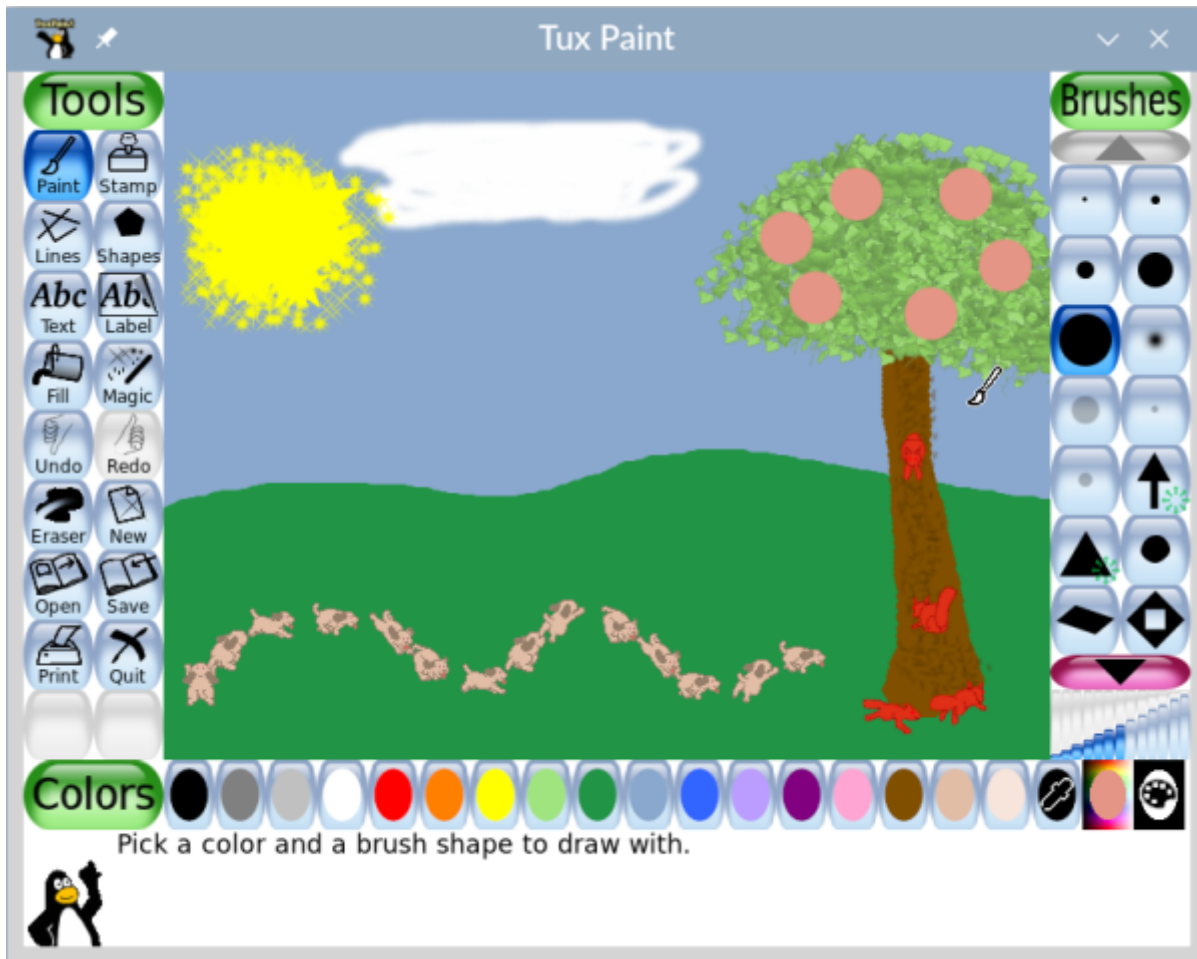 Tux Paint
Tools
Brushes
Paint Stamp
Lines Shapes
Abc Abc
Text Label
Fill Magic
Undo Redo
Eraser New
Open Save
Print Quit
Colors
Pick a color and a brush shape to draw with.